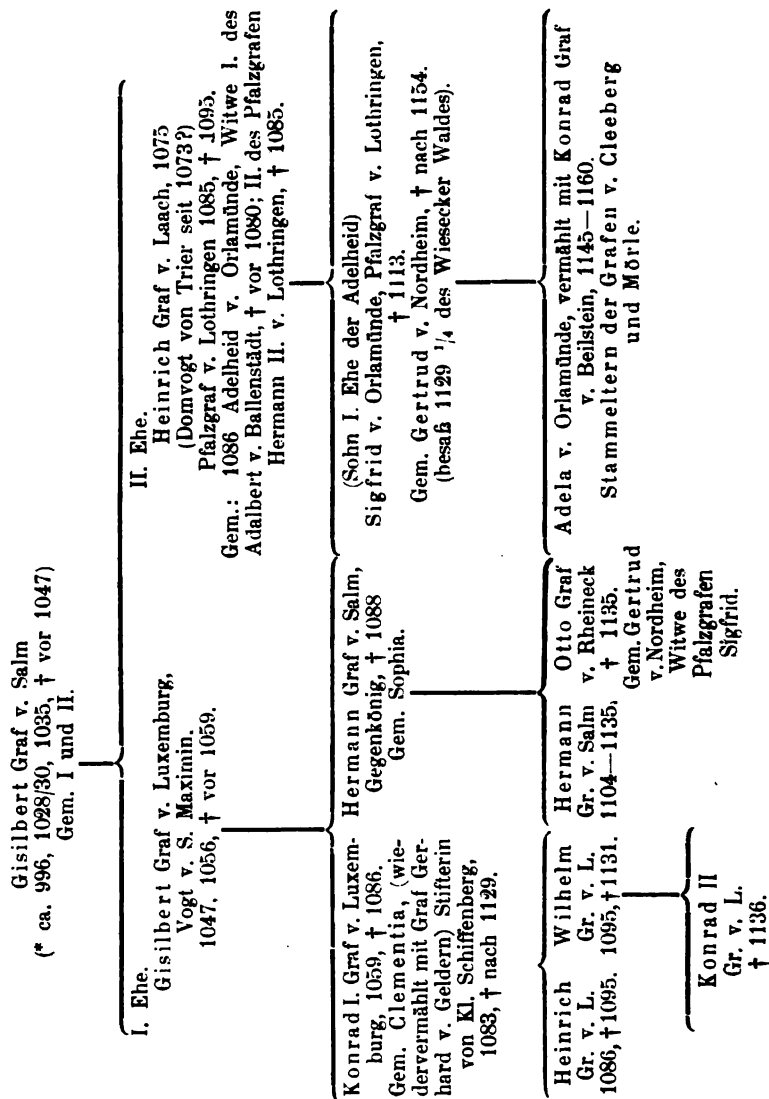 Gisilbert Graf v. Salm
(* ca. 996, 1028/30, 1035, † vor 1047)
Gem. I und II.
I. Ehe.
Gisilbert Graf v. Luxemburg,
Vogt v. S. Maximin.
1047, 1056, † vor 1059.
II. Ehe.
Heinrich Graf v. Laach, 1075
(Domvogt von Trier seit 1073?)
Pfalzgraf v. Lothringen 1085, † 1095.
Gem.: 1086 Adelheid v. Orlamünde, Witwe I. des
Adalbert v. Ballenstädt, † vor 1080; II. des Pfalzgrafen
Hermann II. v. Lothringen, † 1085.
Konrad I. Graf v. Luxem-
burg, 1059, † 1086.
Gem. Clementia, (wie-
dervermählt mit Graf Ger-
hard v. Geldern) Stifterin
von Kl. Schiffenberg,
1083, † nach 1129.
Hermann Graf v. Salm,
Gegenkönig, † 1088
Gem. Sophia.
(Sohn I. Ehe der Adelheid)
Sigfrid v. Orlamünde, Pfalzgraf v. Lothringen,
† 1113.
Gem. Gertrud v. Nordheim, † nach 1154.
(besaß 1129 1/4 des Wiesecker Waldes).
Heinrich
Gr. v. L.
1086, †1095.
Wilhelm
Gr. v. L.
1095, †1131.
Hermann
Gr. v. Salm
1104—1135.
Otto Graf
v. Rheineck
† 1135.
Gem. Gertrud
v. Nordheim,
Witwe des
Pfalzgrafen
Sigfrid.
Adela v. Orlamünde, vermählt mit Konrad Graf
v. Beilstein, 1145—1160.
Stammeltern der Grafen v. Cleeberg
und Mörle.
Konrad II
Gr. v. L.
† 1136.